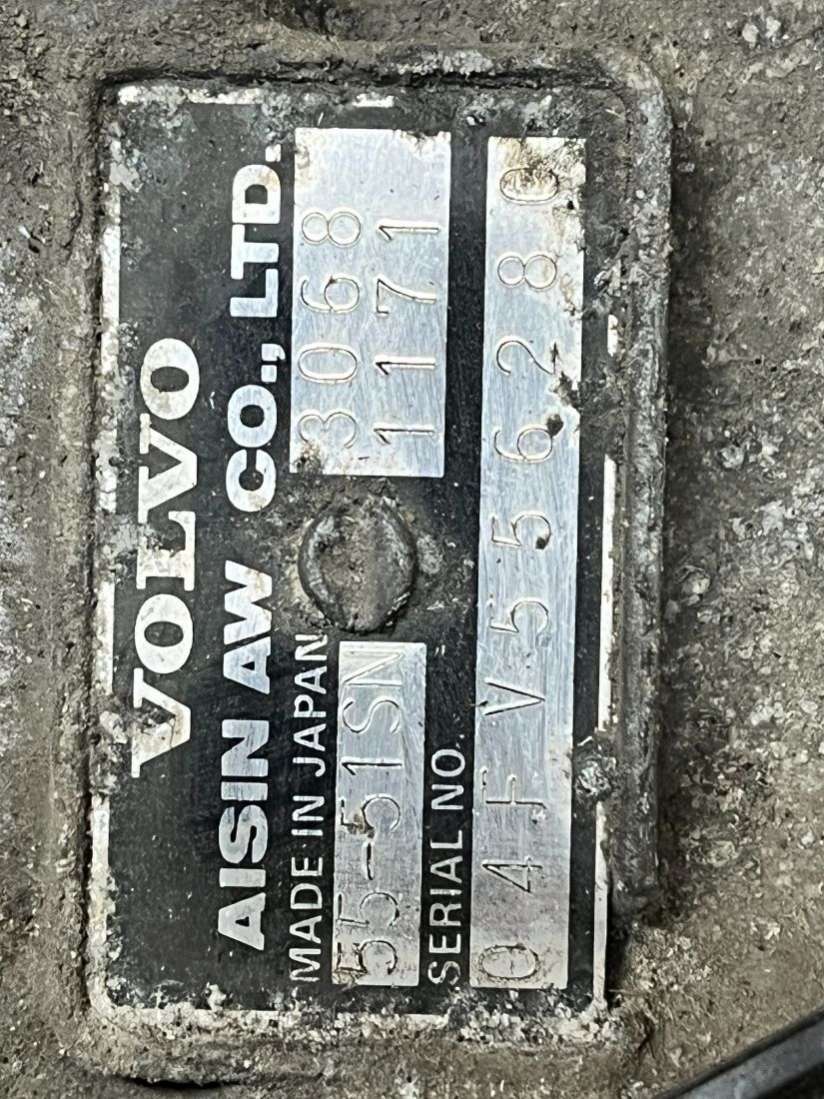 VOLVO
AISIN AW CO., LTD.
MADE IN JAPAN
3068
1171
55-51SN
SERIAL NO.
04FV556280